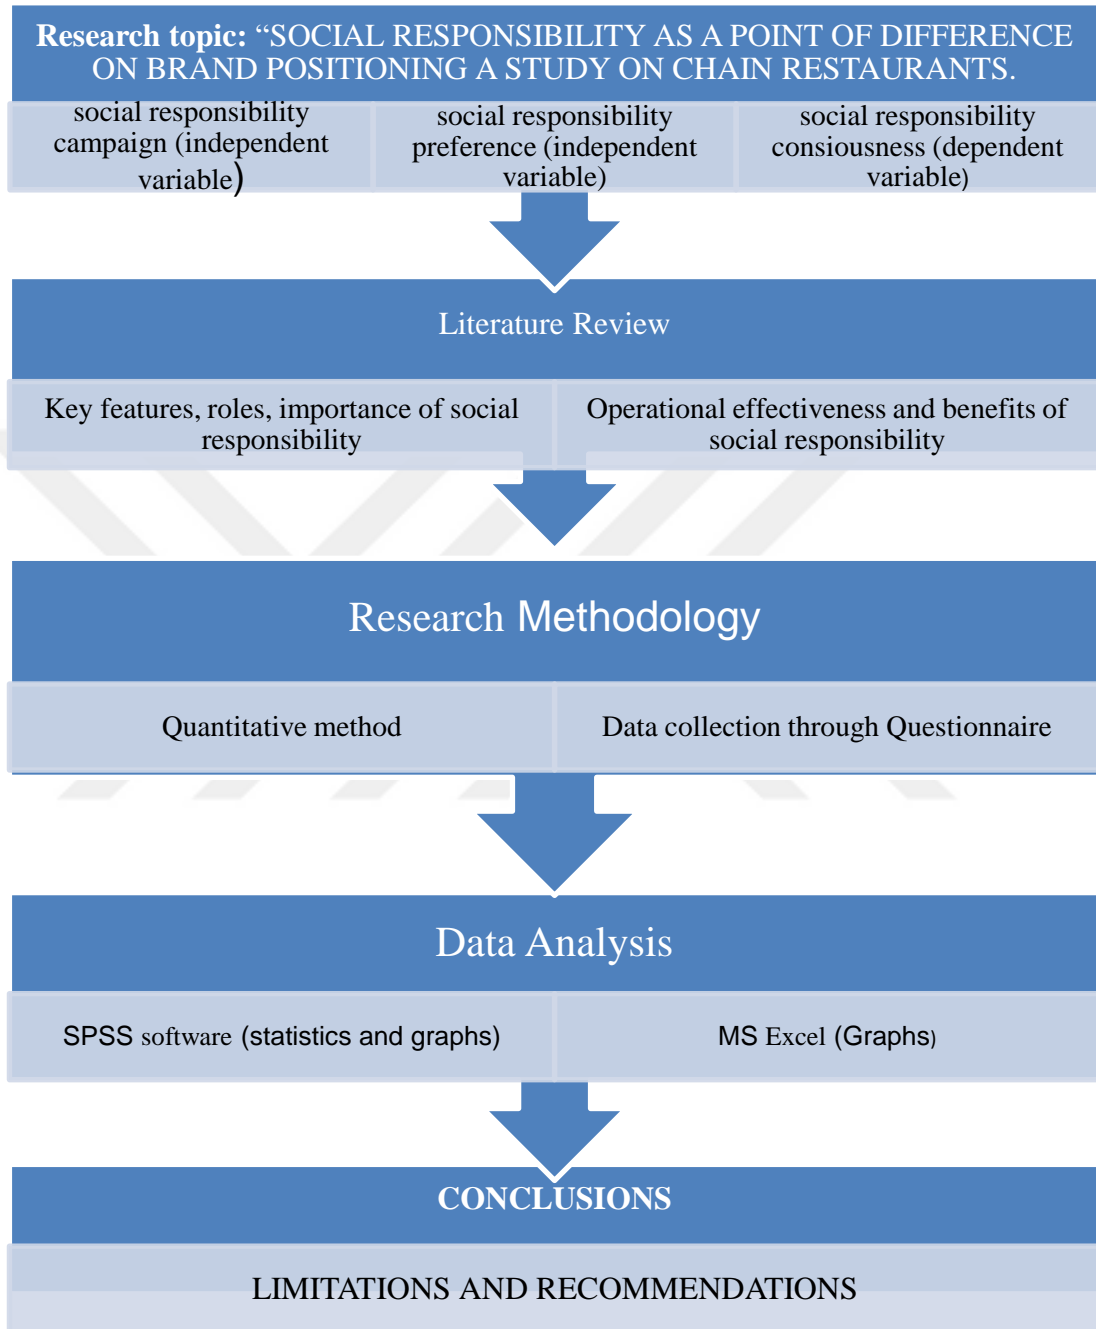 Research topic: “SOCIAL RESPONSIBILITY AS A POINT OF DIFFERENCE
ON BRAND POSITIONING A STUDY ON CHAIN RESTAURANTS.
social responsibility
campaign (independent
variable)
social responsibility
preference (independent
variable)
social responsibility
consiousness (dependent
variable)
Literature Review
Key features, roles, importance of social
responsibility
Operational effectiveness and benefits of
social responsibility
Research Methodology
Quantitative method
Data collection through Questionnaire
Data Analysis
SPSS software (statistics and graphs)
MS Excel (Graphs)
CONCLUSIONS
LIMITATIONS AND RECOMMENDATIONS